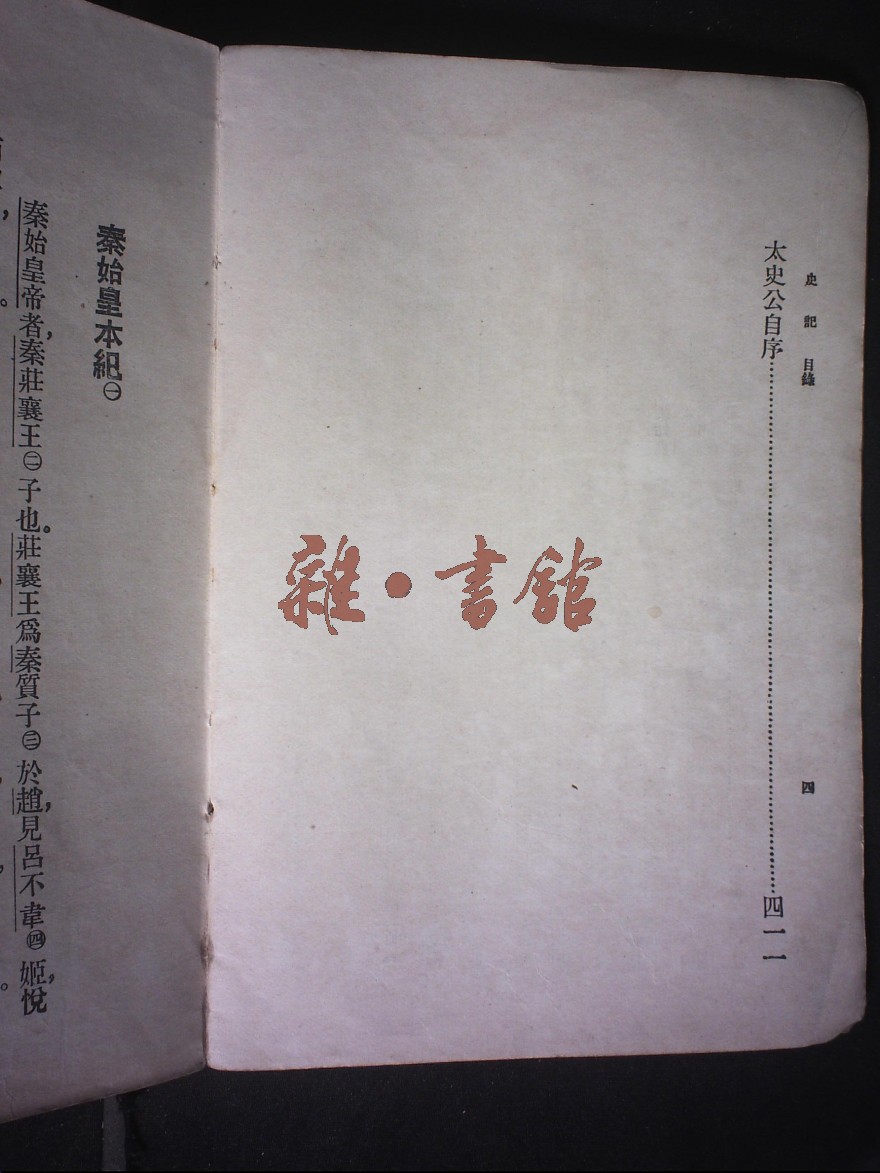 史記 目錄 四
太史公自序……四一一
雜·書館
秦始皇本紀㊀
秦始皇帝者，秦莊襄王㊁子也。莊襄王爲秦質子㊂於趙，見呂不韋㊃姬，悅